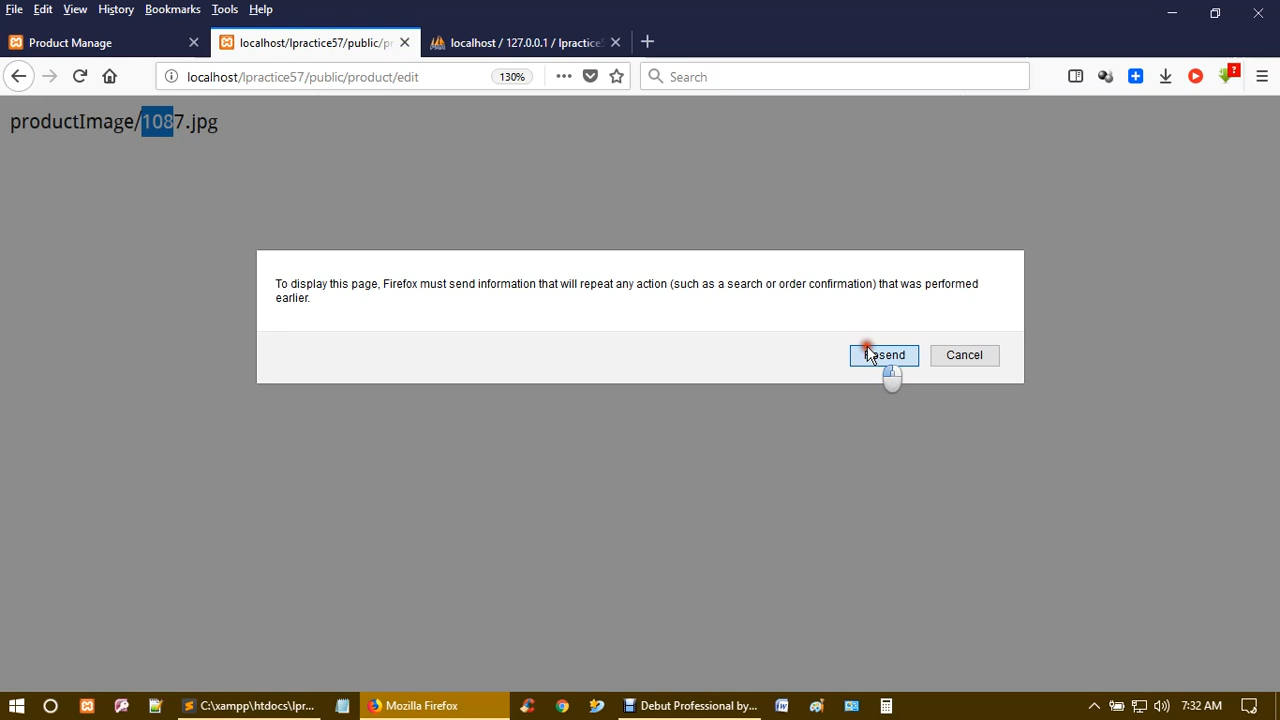 File Edit View History Bookmarks Tools Help
Product Manage
localhost/lpractice57/public/pr
localhost / 127.0.0.1 / lpractice5
localhost/lpractice57/public/product/edit
130%
Search
productImage/1087.jpg
To display this page, Firefox must send information that will repeat any action (such as a search or order confirmation) that was performed
earlier.
Resend
Cancel
C:\xampp\htdocs\lpr...
Mozilla Firefox
Debut Professional by...
7:32 AM